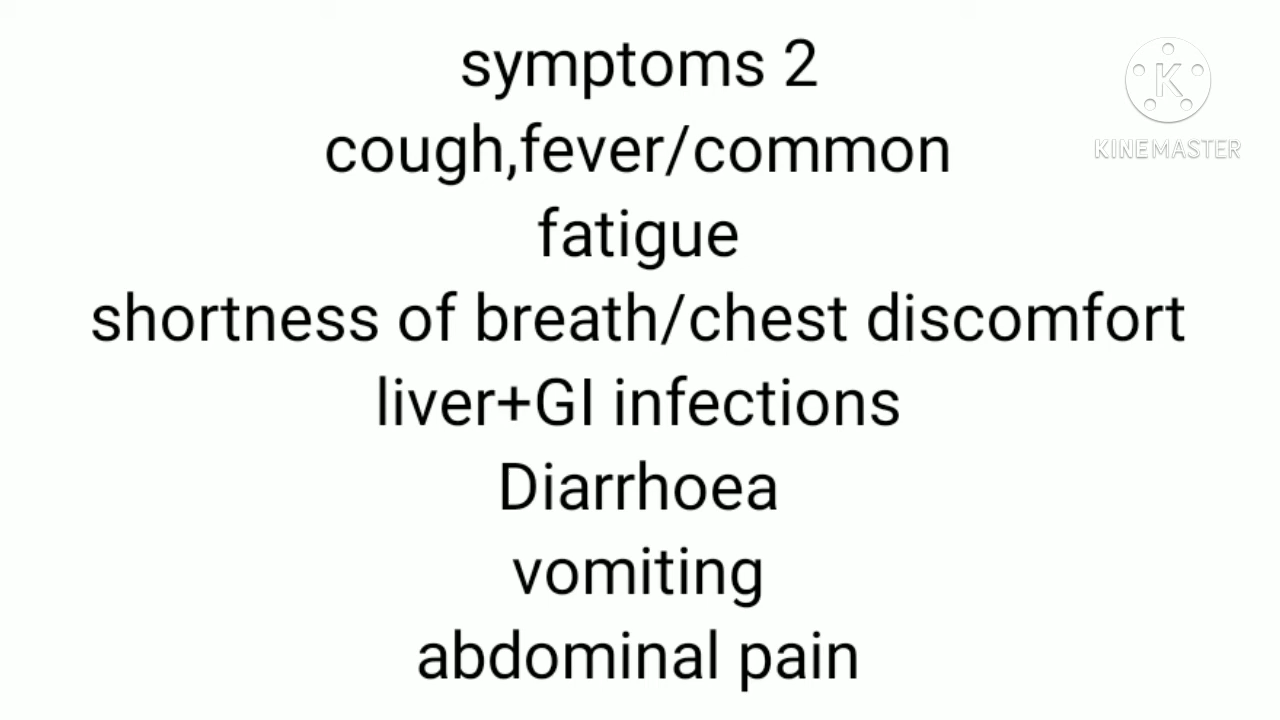 symptoms 2
cough,fever/common
fatigue
shortness of breath/chest discomfort
liver+GI infections
Diarrhoea
vomiting
abdominal pain
K
KINEMASTER